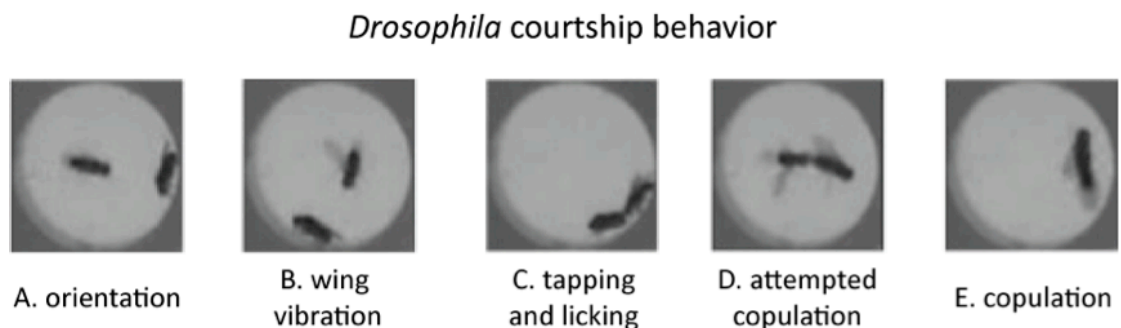 Drosophila courtship behavior
A. orientation
B. wing
vibration
C. tapping
and licking
D. attempted
copulation
E. copulation